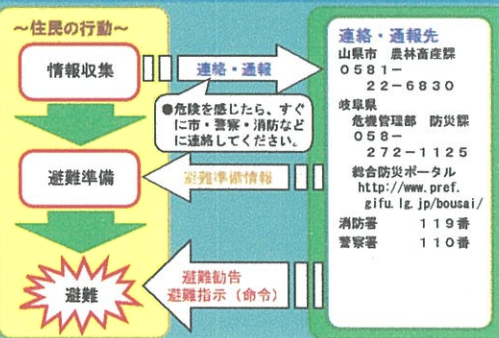 ～住民の行動～
情報収集
連絡・通報
●危険を感じたら、すぐ
に市・警察・消防など
に連絡してください。
避難準備
避難準備情報
避難
避難勧告
避難指示（命令）
連絡・通報先
山県市　農林畜産課
０５８１－
２２－６８３０
岐阜県
危機管理部　防災課
０５８－
２７２－１１２５
総合防災ポータル
http://www.pref.
gifu.lg.jp/bousai/
消防署　１１９番
警察署　１１０番